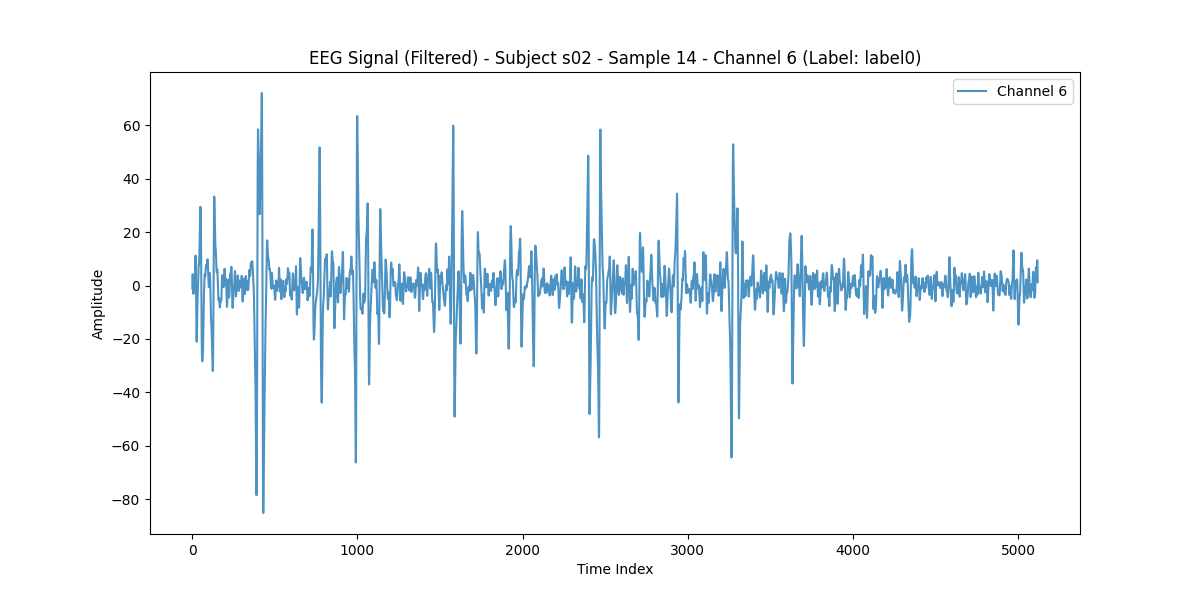 EEG Signal (Filtered) - Subject s02 - Sample 14 - Channel 6 (Label: label0)
Channel 6
60
40
20
0
−20
−40
−60
−80
Amplitude
0 1000 2000 3000 4000 5000
Time Index